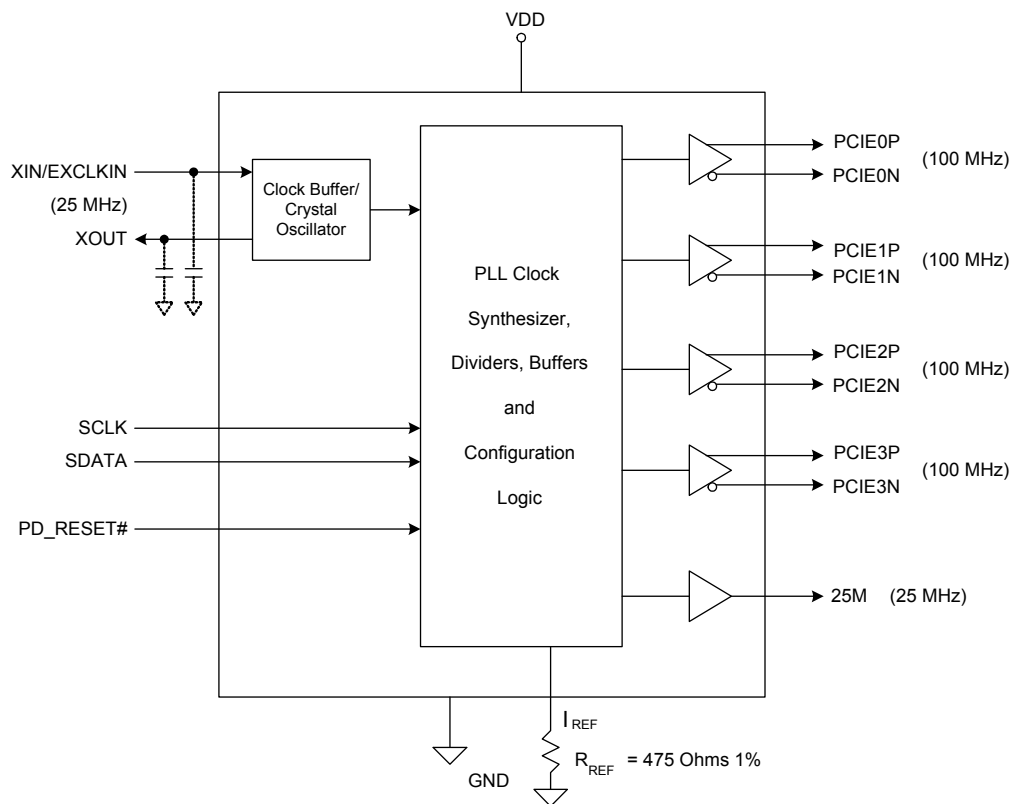 VDD
XIN/EXCLKIN
(25 MHz)
XOUT
Clock Buffer/
Crystal
Oscillator
SCLK
SDATA
PD_RESET#
PLL Clock
Synthesizer,
Dividers, Buffers
and
Configuration
Logic
PCIE0P
PCIE0N
(100 MHz)
PCIE1P
PCIE1N
(100 MHz)
PCIE2P
PCIE2N
(100 MHz)
PCIE3P
PCIE3N
(100 MHz)
25M (25 MHz)
GND
IREF
RREF = 475 Ohms 1%